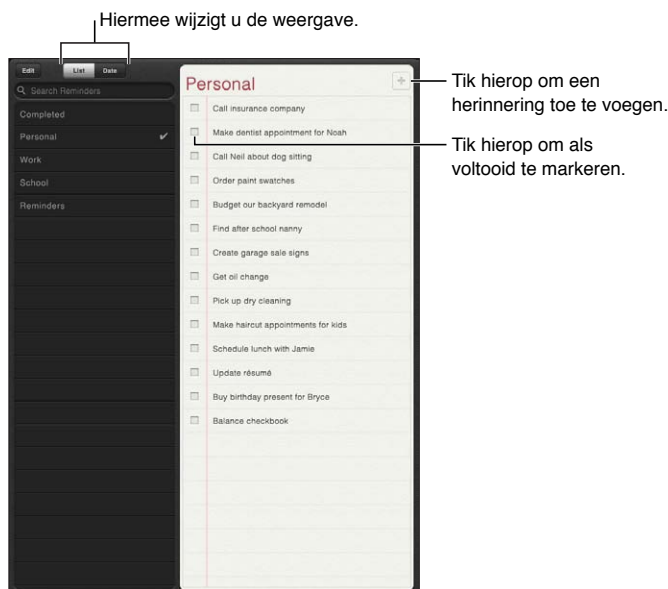 Hiermee wijzigt u de weergave.
Edit
List Date
Search Reminders
Completed
Personal
Work
School
Reminders
Personal
Call insurance company
Make dentist appointment for Noah
Call Neil about dog sitting
Order paint swatches
Budget our backyard remodel
Find after school nanny
Create garage sale signs
Get oil change
Pick up dry cleaning
Make haircut appointments for kids
Schedule lunch with Jamie
Update résumé
Buy birthday present for Bryce
Balance checkbook
Tik hierop om een
herinnering toe te voegen.
Tik hierop om als
voltooid te markeren.